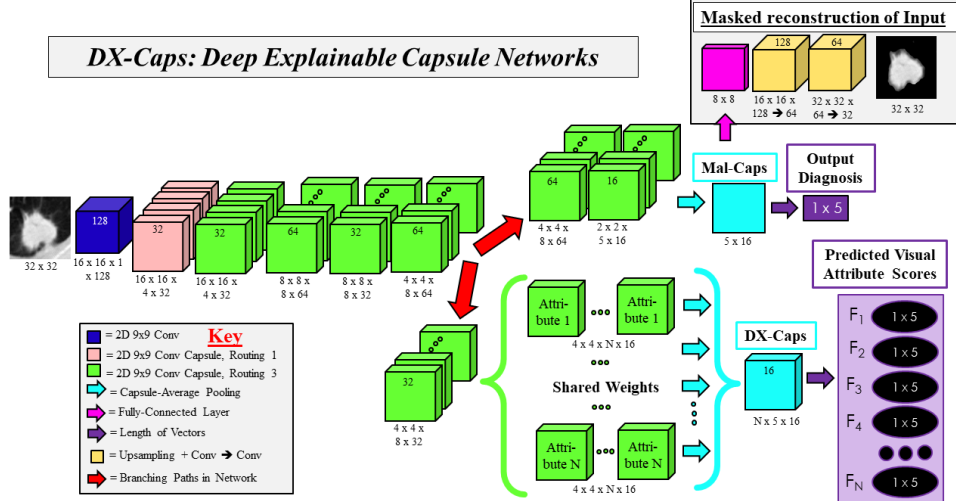 DX-Caps: Deep Explainable Capsule Networks
Masked reconstruction of Input
128
64
8 x 8
16 x 16 x
128 → 64
32 x 32 x
64 → 32
32 x 32
128
32
32
64
32
64
32 x 32
16 x 16 x 1
x 128
16 x 16 x
4 x 32
16 x 16 x
4 x 32
8 x 8 x
8 x 64
8 x 8 x
8 x 32
4 x 4 x
8 x 64
64
16
4 x 4 x
8 x 64
2 x 2 x
5 x 16
Mal-Caps
5 x 16
Output
Diagnosis
1 x 5
Key
= 2D 9x9 Conv
= 2D 9x9 Conv Capsule, Routing 1
= 2D 9x9 Conv Capsule, Routing 3
= Capsule-Average Pooling
= Fully-Connected Layer
= Length of Vectors
= Upsampling + Conv → Conv
= Branching Paths in Network
32
4 x 4 x
8 x 32
Attribute 1
Attri-
bute 1
4 x 4 x N x 16
Shared Weights
Attri-
bute N
Attri-
bute N
4 x 4 x N x 16
DX-Caps
16
N x 5 x 16
Predicted Visual
Attribute Scores
F1 1 x 5
F2 1 x 5
F3 1 x 5
F4 1 x 5
FN 1 x 5